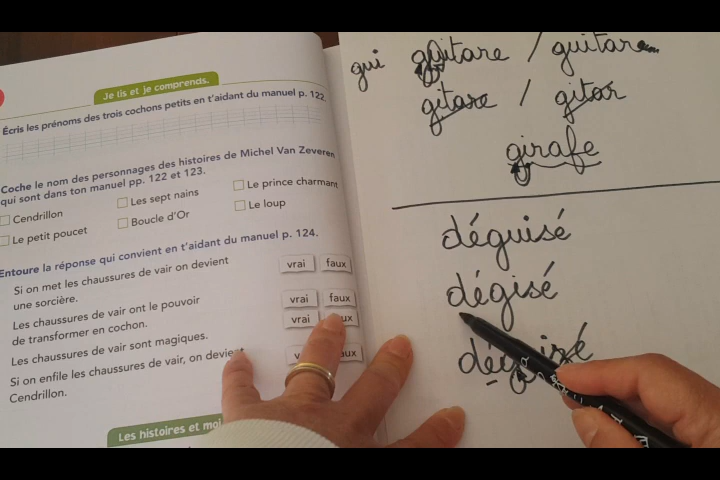 Je lis et je comprends.
Écris les prénoms des trois cochons petits en t'aidant du manuel p. 122.
Coche le nom des personnages des histoires de Michel Van Zeveren
qui sont dans ton manuel pp. 122 et 123.
Cendrillon Les sept nains Le prince charmant
Le petit poucet Boucle d'Or Le loup
Entoure la réponse qui convient en t'aidant du manuel p. 124.
Si on met les chaussures de vair on devient
une sorcière. vrai faux
Les chaussures de vair ont le pouvoir
de transformer en cochon. vrai faux
Les chaussures de vair sont magiques. vrai
Si on enfile les chaussures de vair, on devient
Cendrillon.
Les histoires et moi
gui guitare / guitare
gitare / gitar
girafe
déguisé
dégisé